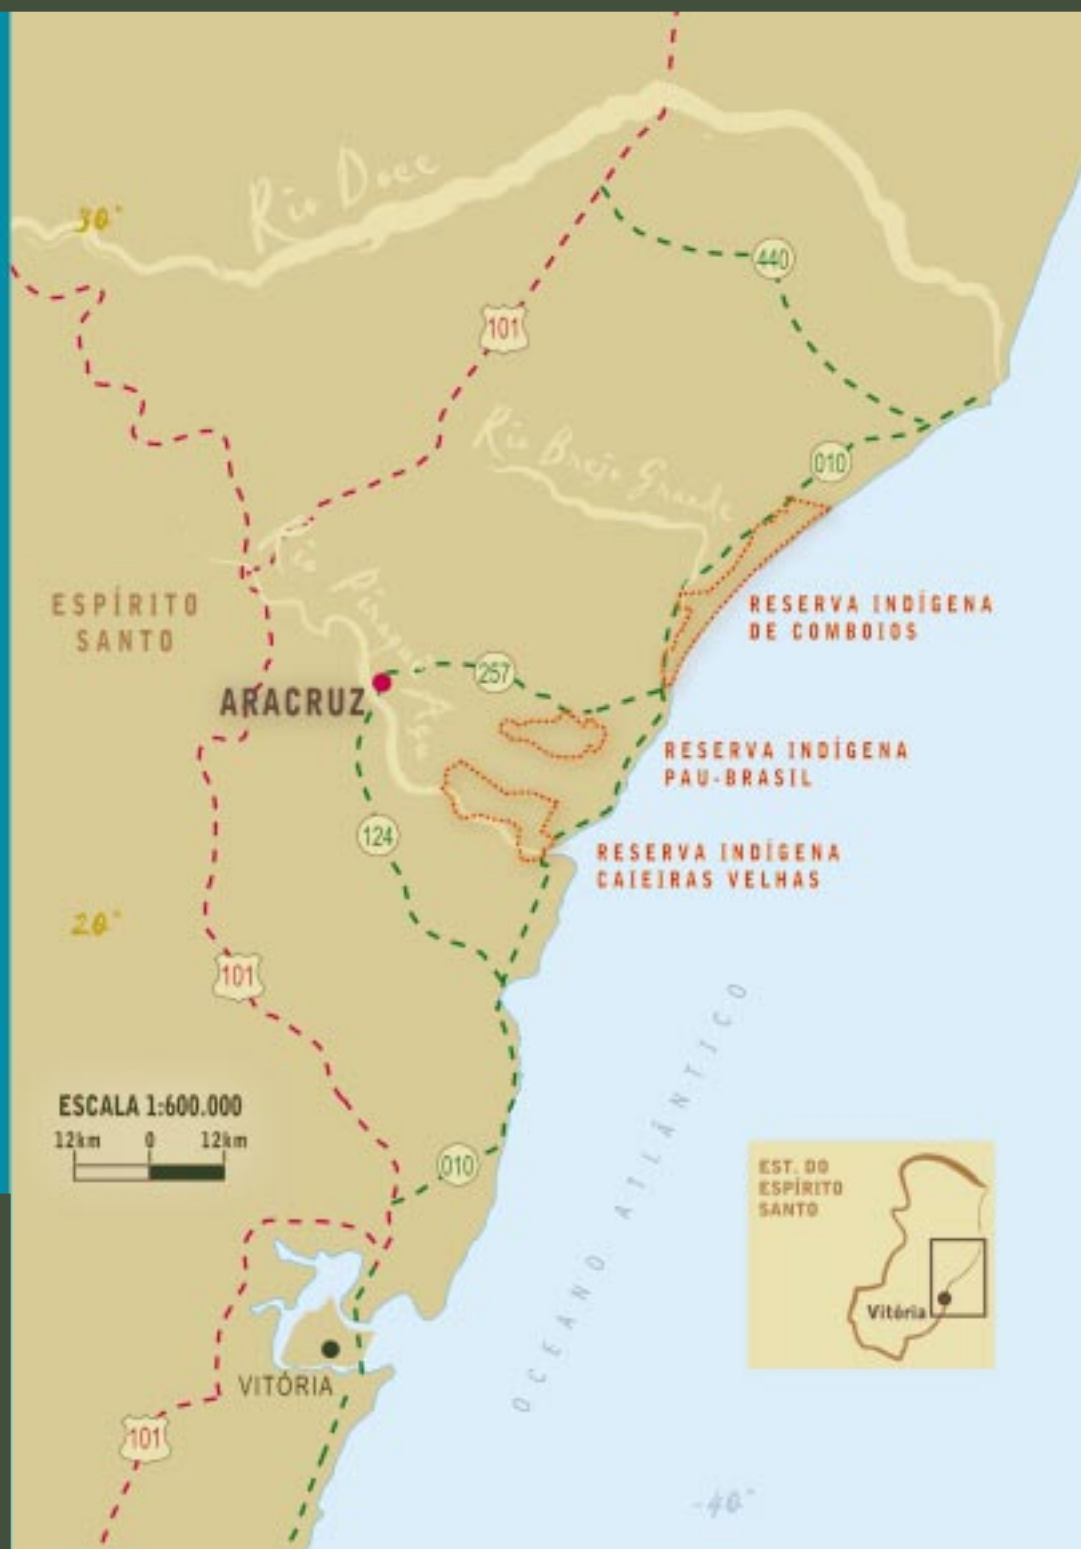 Rio Doce
30°
440
101
Rio Brejo Grande
010
Rio
ESPÍRITO
SANTO
RESERVA INDÍGENA
DE COMBOIOS
257
ARACRUZ
RESERVA INDÍGENA
PAU-BRASIL
124
RESERVA INDÍGENA
CAIEIRAS VELHAS
20°
101
OCEANO ATLÂNTICO
ESCALA 1:600.000
12km 0 12km
010
EST. DO
ESPÍRITO
SANTO
Vitória
VITÓRIA
101
-40°